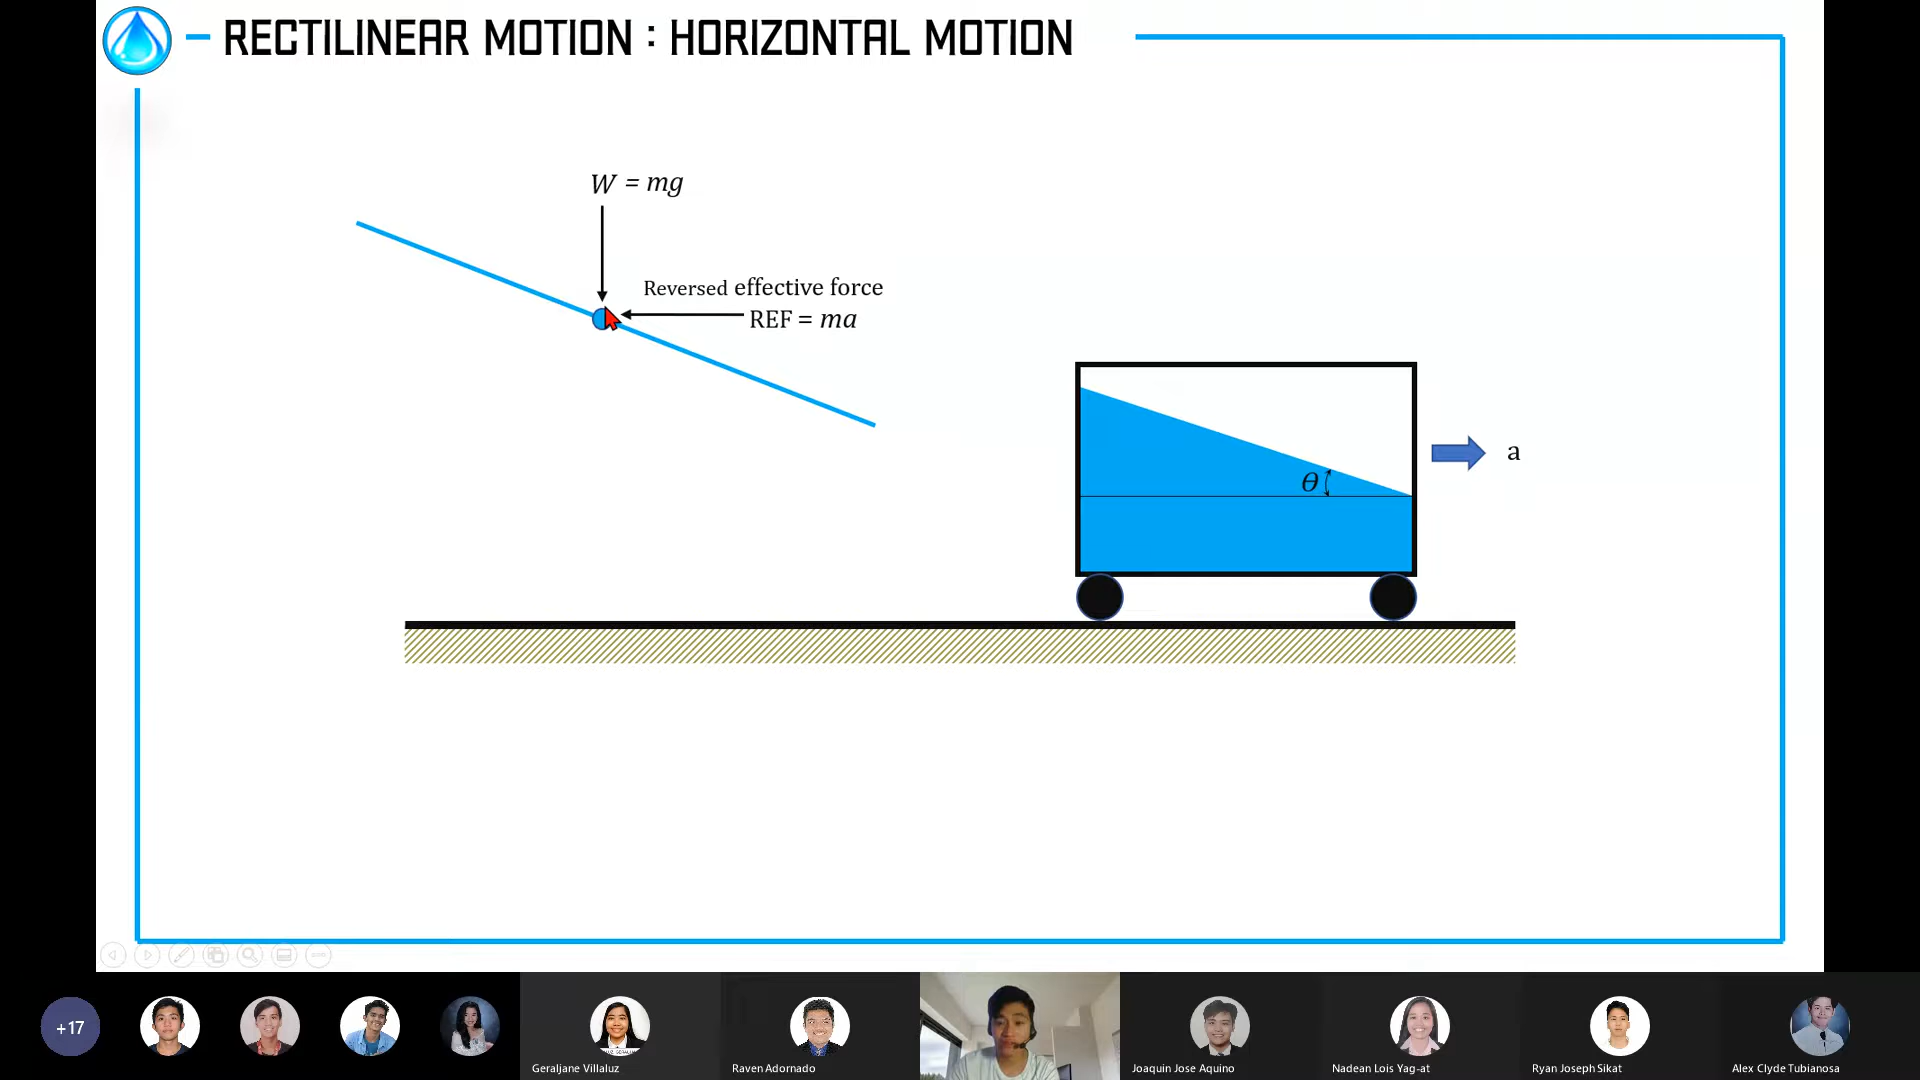 RECTILINEAR MOTION : HORIZONTAL MOTION
W = mg
Reversed effective force
REF = ma
a
θ
+17
Geraljane Villaluz
Raven Adornado
Joaquin Jose Aquino
Nadean Lois Yag-at
Ryan Joseph Sikat
Alex Clyde Tubianosa